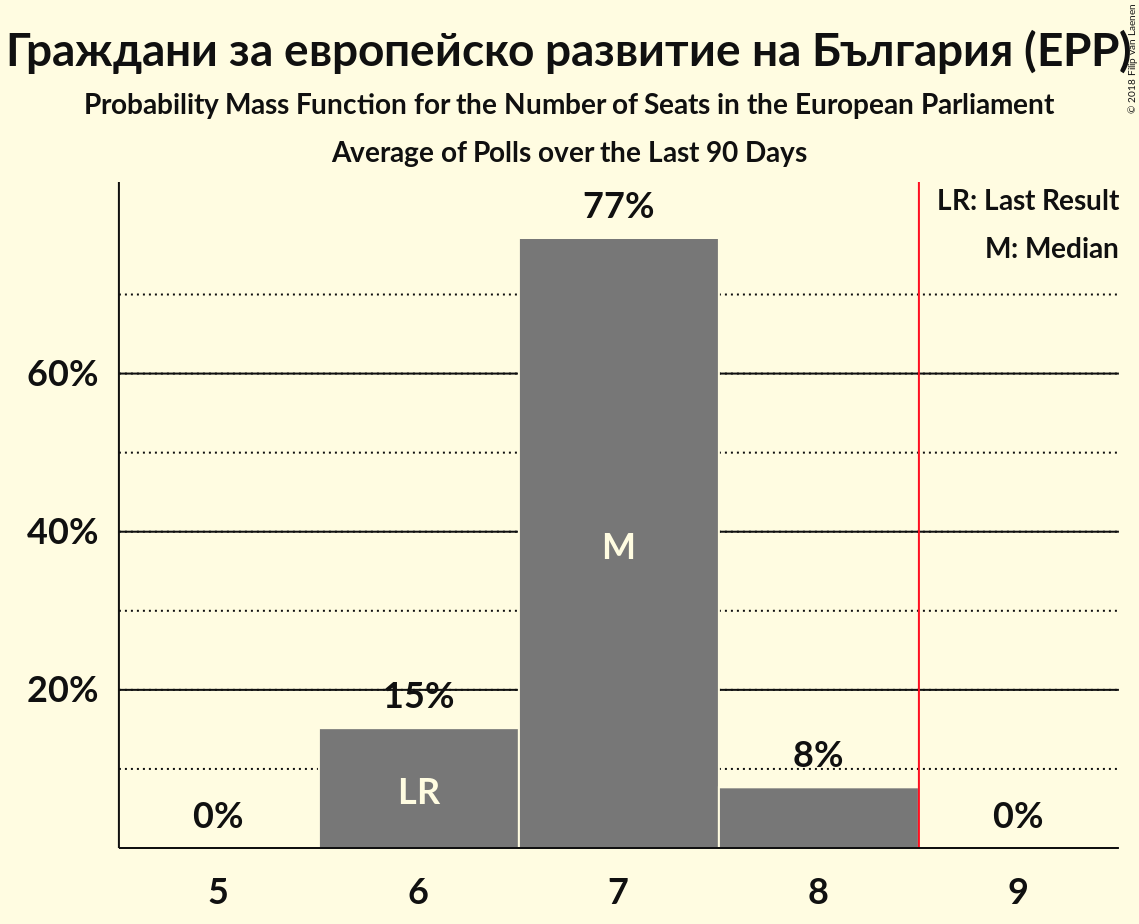 Граждани за европейско развитие на България (EPP)
© 2018 Filip van Laenen
Probability Mass Function for the Number of Seats in the European Parliament
Average of Polls over the Last 90 Days
LR: Last Result
M: Median
77%
60%
40%
20%
M
15%
LR
8%
0%
0%
5 6 7 8 9